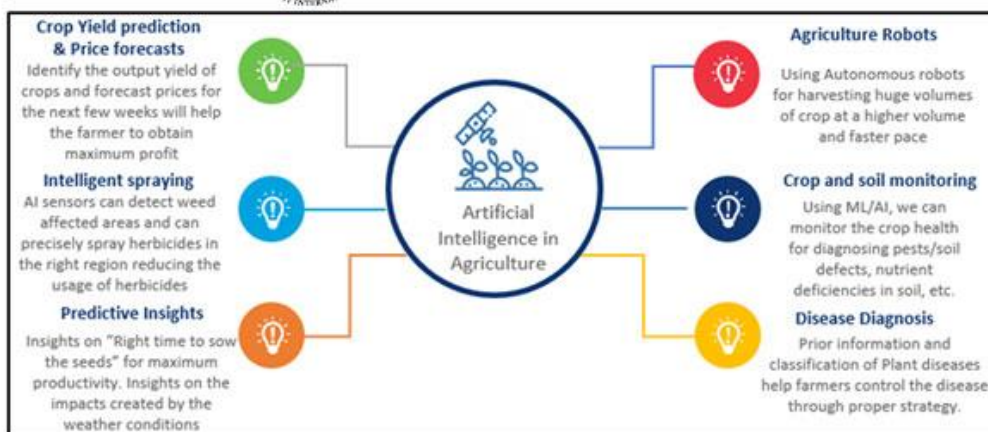 Crop Yield prediction
& Price forecasts
Identify the output yield of
crops and forecast prices for
the next few weeks will help
the farmer to obtain
maximum profit
Intelligent spraying
AI sensors can detect weed
affected areas and can
precisely spray herbicides in
the right region reducing the
usage of herbicides
Predictive Insights
Insights on "Right time to sow
the seeds" for maximum
productivity. Insights on the
impacts created by the
weather conditions
Artificial
Intelligence in
Agriculture
Agriculture Robots
Using Autonomous robots
for harvesting huge volumes
of crop at a higher volume
and faster pace
Crop and soil monitoring
Using ML/AI, we can
monitor the crop health
for diagnosing pests/soil
defects, nutrient
deficiencies in soil, etc.
Disease Diagnosis
Prior information and
classification of Plant diseases
help farmers control the disease
through proper strategy.